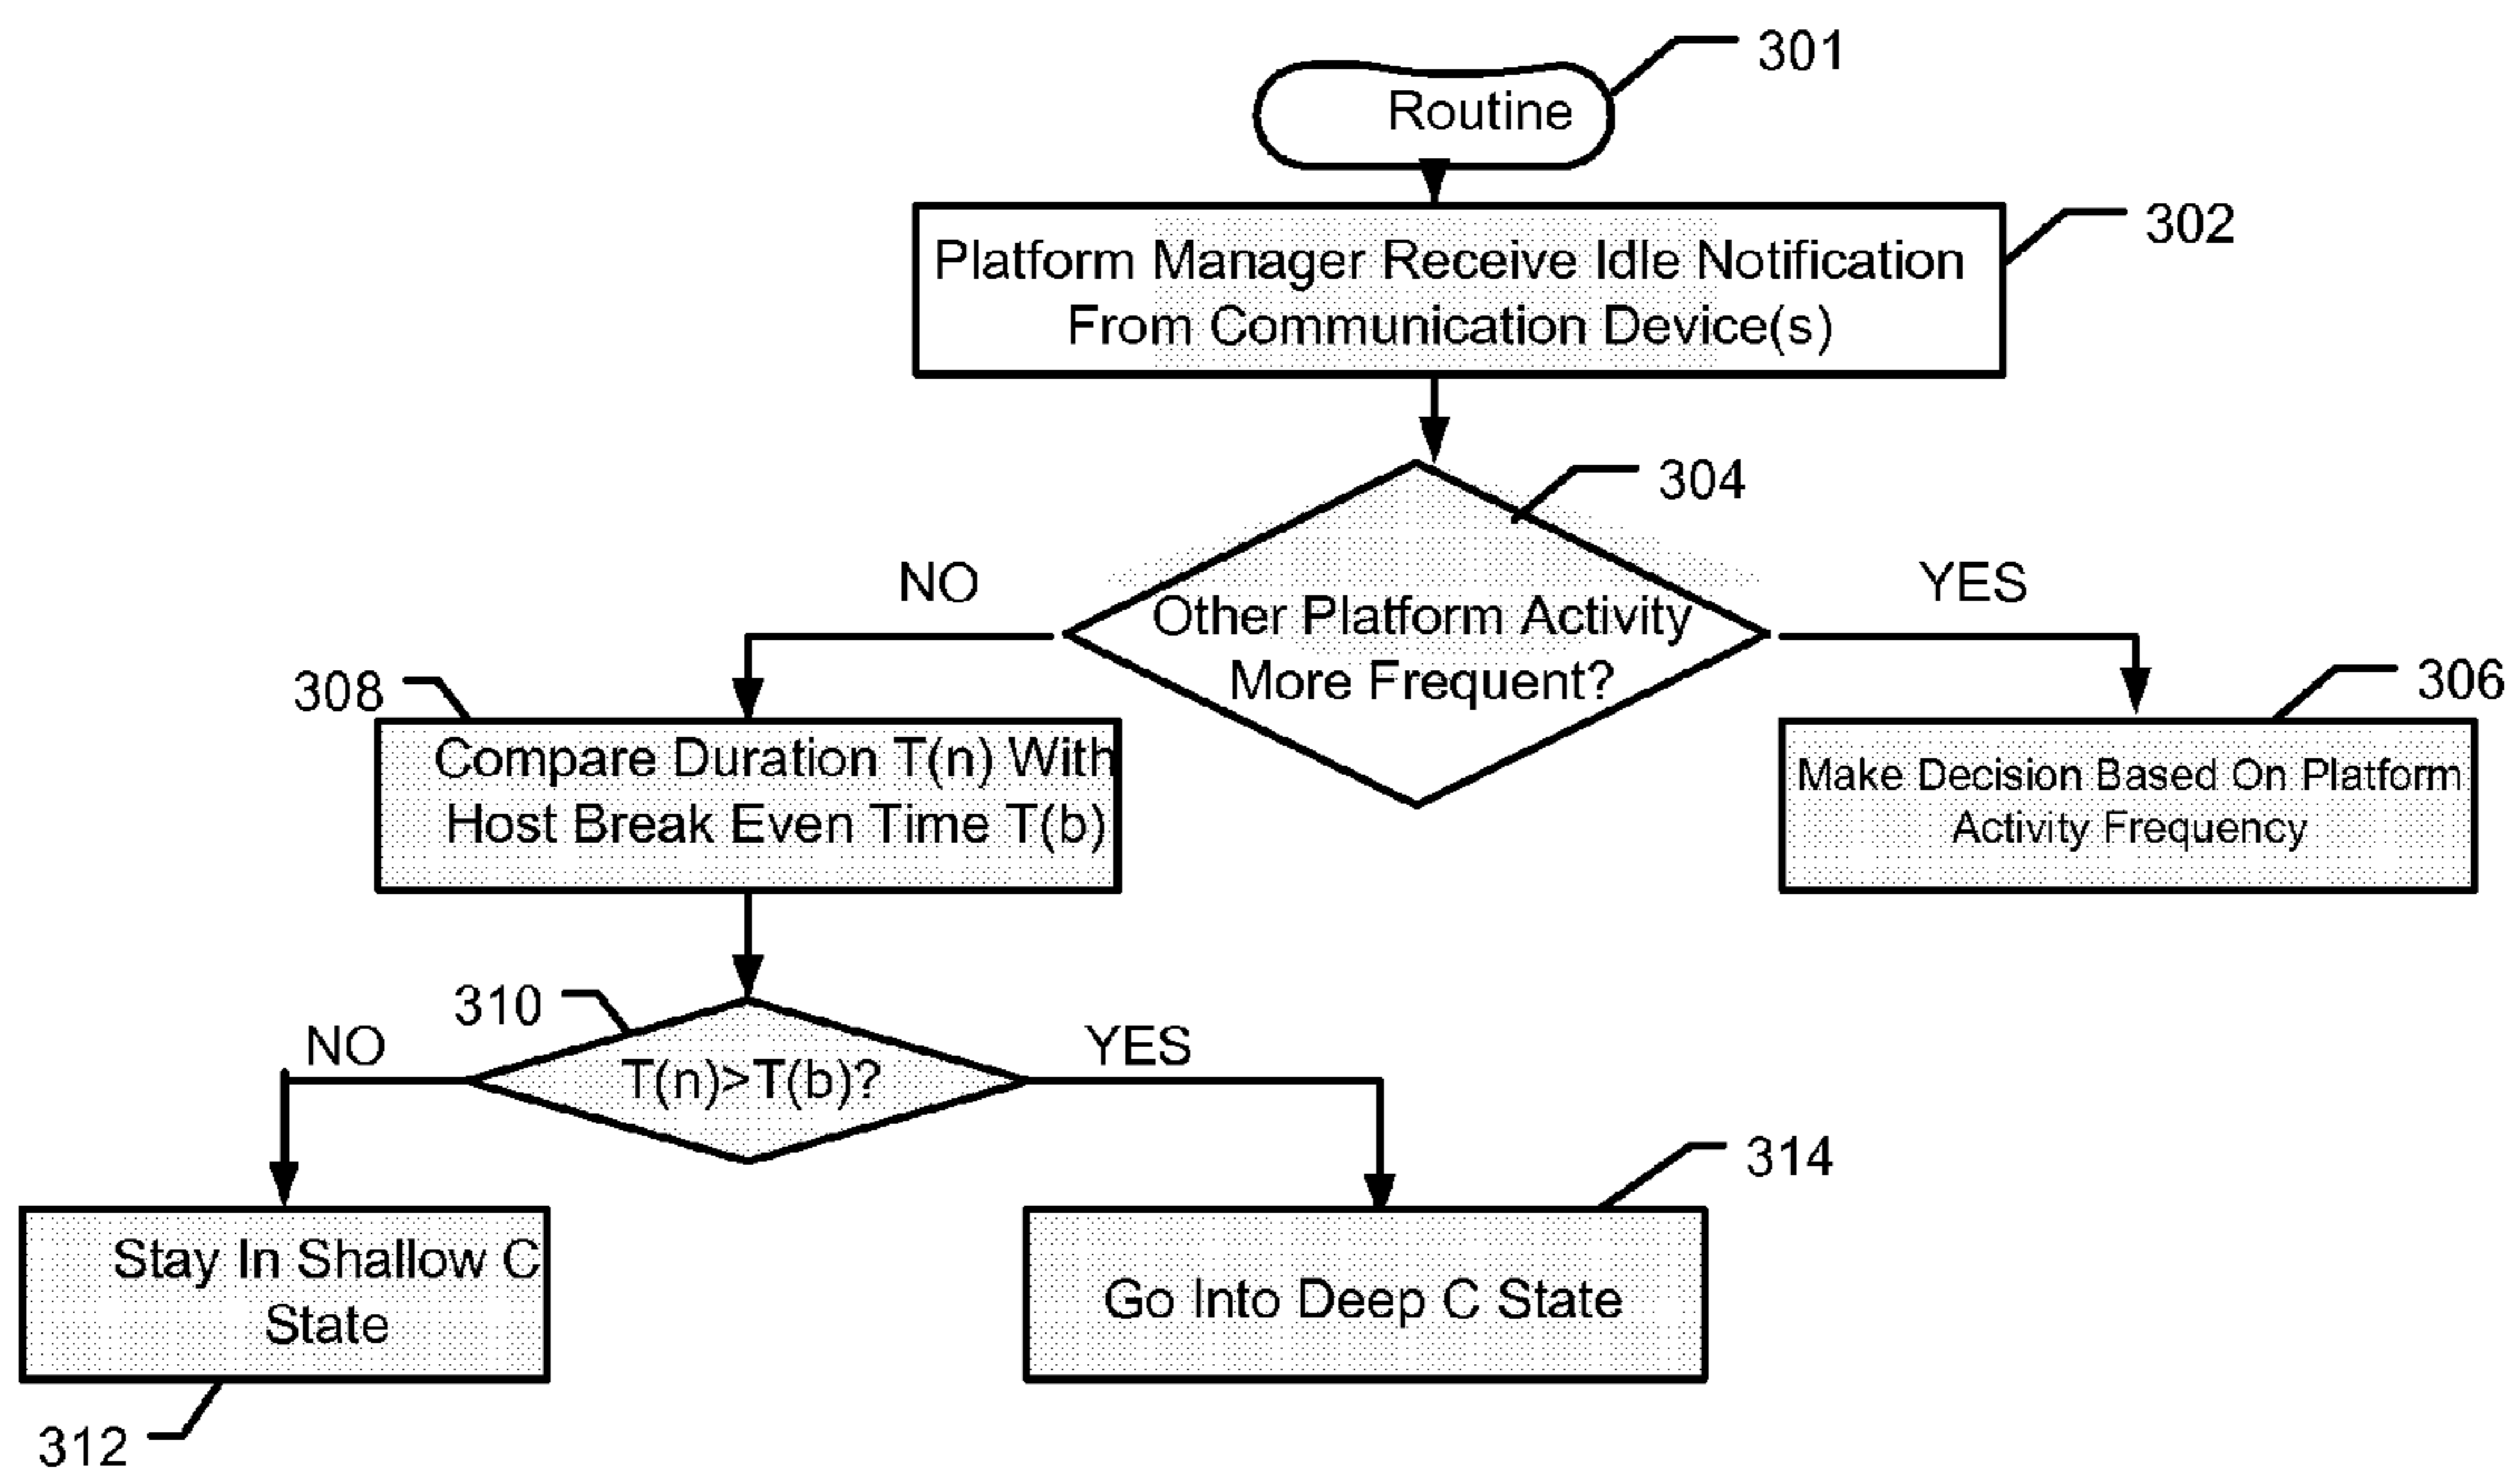 301
Routine
302
Platform Manager Receive Idle Notification
From Communication Device(s)
304
NO
YES
Other Platform Activity
More Frequent?
308
306
Compare Duration T(n) With
Host Break Even Time T(b)
Make Decision Based On Platform
Activity Frequency
310
NO
YES
T(n)>T(b)?
314
Stay In Shallow C
State
Go Into Deep C State
312